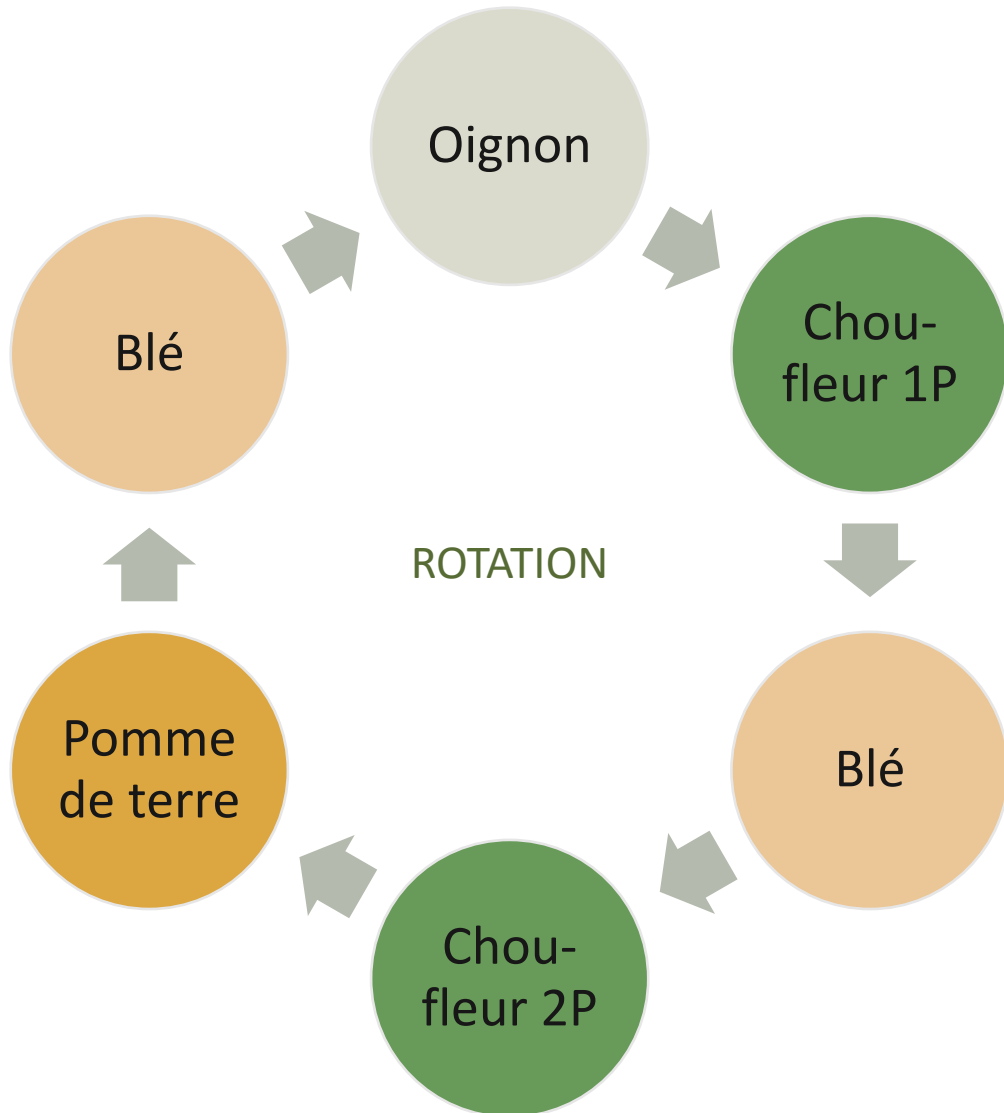 Oignon
Chou-
fleur 1P
Blé
Chou-
fleur 2P
Pomme
de terre
Blé
ROTATION